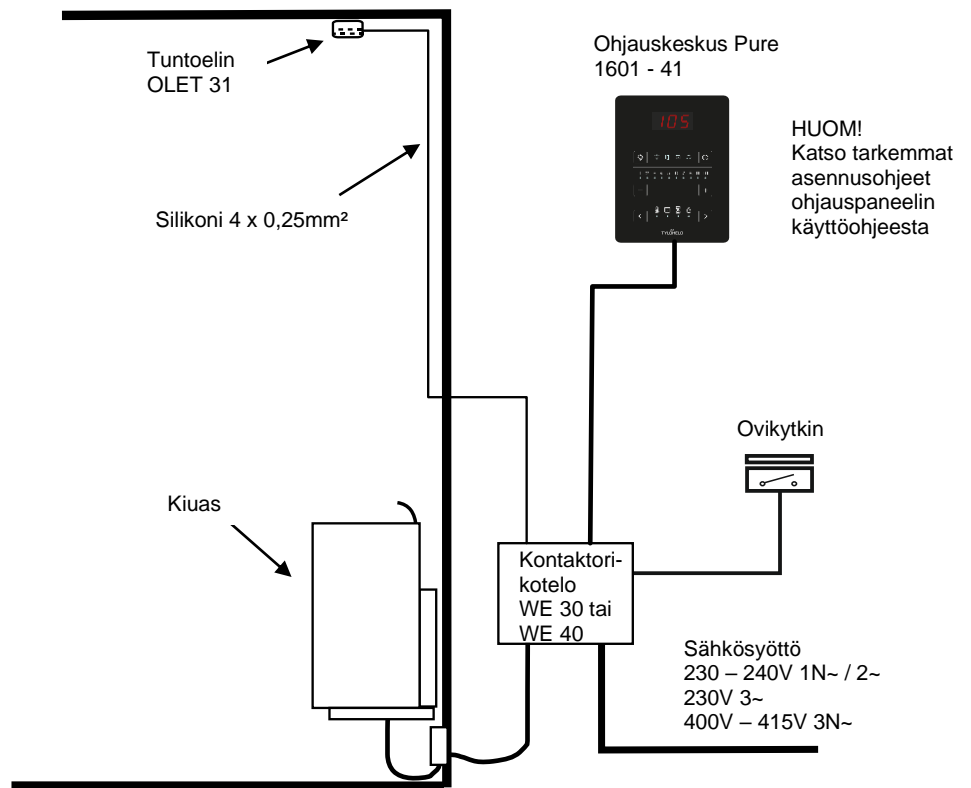 Tuntoelin
OLET 31
Ohjauskeskus Pure
1601 - 41
105
TYLÖHELO
HUOM!
Katso tarkemmat
asennusohjeet
ohjauspaneelin
käyttöohjeesta
Silikoni 4 x 0,25mm²
Ovikytkin
Kiuas
Kontaktori-
kotelo
WE 30 tai
WE 40
Sähkösyöttö
230 – 240V 1N~ / 2~
230V 3~
400V – 415V 3N~